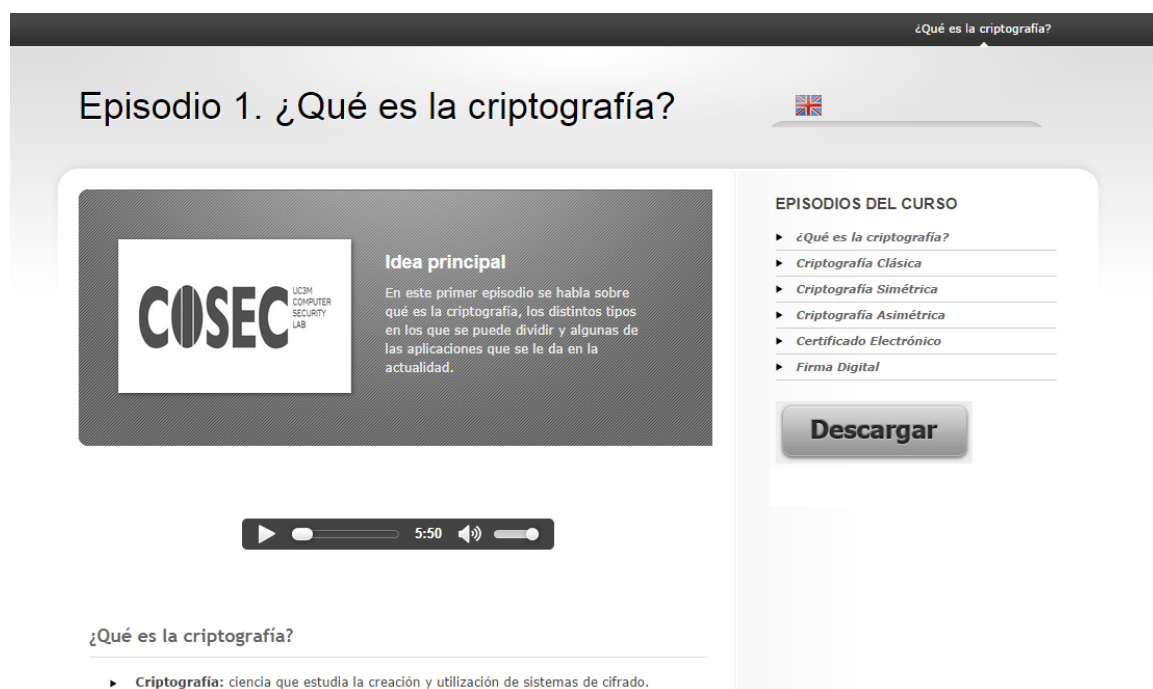 ¿Qué es la criptografía?
Episodio 1. ¿Qué es la criptografía?
COSEC
UC3M
COMPUTER
SECURITY
LAB
Idea principal
En este primer episodio se habla sobre
qué es la criptografía, los distintos tipos
en los que se puede dividir y algunas de
las aplicaciones que se le da en la
actualidad.
5:50
¿Qué es la criptografía?
Criptografía: ciencia que estudia la creación y utilización de sistemas de cifrado.
EPISODIOS DEL CURSO
¿Qué es la criptografía?
Criptografía Clásica
Criptografía Simétrica
Criptografía Asimétrica
Certificado Electrónico
Firma Digital
Descargar